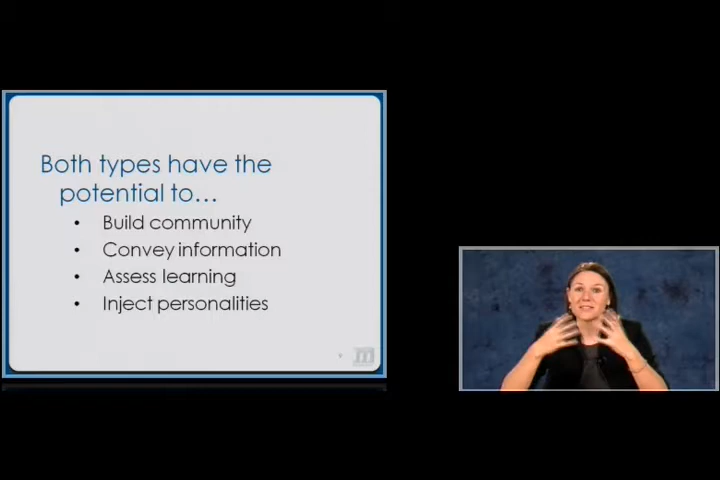 Both types have the
potential to…
• Build community
• Convey information
• Assess learning
• Inject personalities
m